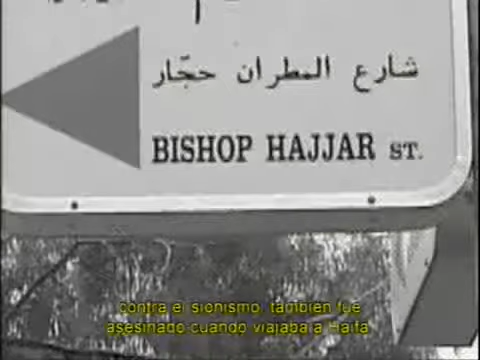 شارع المطران حجّار
BISHOP HAJJAR ST.
contra el sionismo, también fue
asesinado cuando viajaba a Haifa